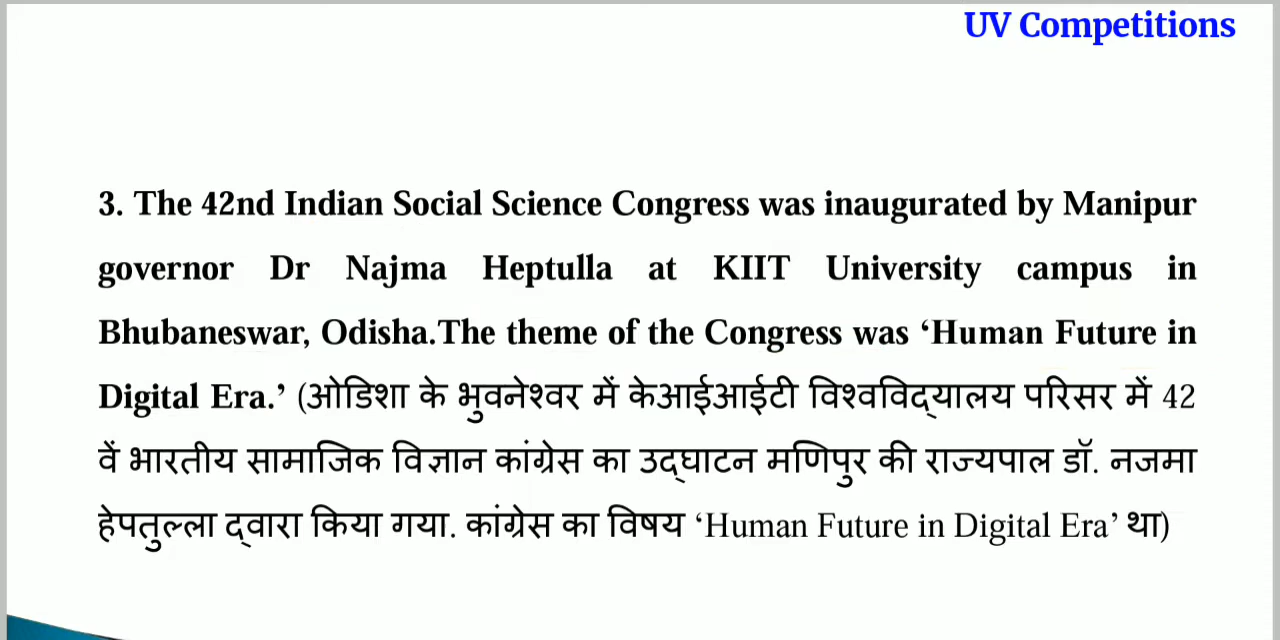 UV Competitions
3. The 42nd Indian Social Science Congress was inaugurated by Manipur
governor Dr Najma Heptulla at KIIT University campus in
Bhubaneswar, Odisha.The theme of the Congress was ‘Human Future in
Digital Era.’ (ओडिशा के भुवनेश्वर में केआईआईटी विश्वविद्यालय परिसर में 42
वें भारतीय सामाजिक विज्ञान कांग्रेस का उद्घाटन मणिपुर की राज्यपाल डॉ. नजमा
हेपतुल्ला द्वारा किया गया. कांग्रेस का विषय ‘Human Future in Digital Era’ था)